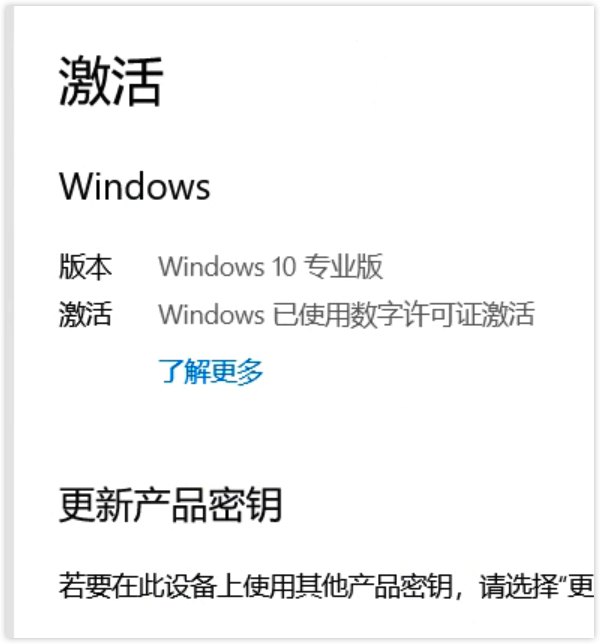 激活
Windows
版本 Windows 10 专业版
激活 Windows 已使用数字许可证激活
了解更多
更新产品密钥
若要在此设备上使用其他产品密钥，请选择“更